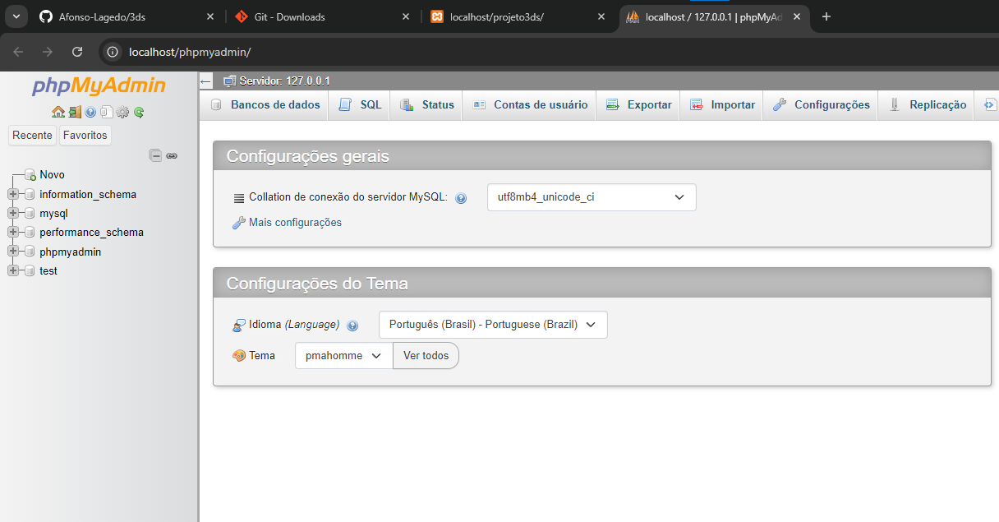 Afonso-Lagedo/3ds
Git - Downloads
localhost/projeto3ds/
localhost / 127.0.0.1 | phpMyAd
localhost/phpmyadmin/
phpMyAdmin
Recente Favoritos
Novo
information_schema
mysql
performance_schema
phpmyadmin
test
Servidor: 127.0.0.1
Bancos de dados SQL Status Contas de usuário Exportar Importar Configurações Replicação
Configurações gerais
Collation de conexão do servidor MySQL: utf8mb4_unicode_ci
Mais configurações
Configurações do Tema
Idioma (Language) Português (Brasil) - Portuguese (Brazil)
Tema pmahomme Ver todos